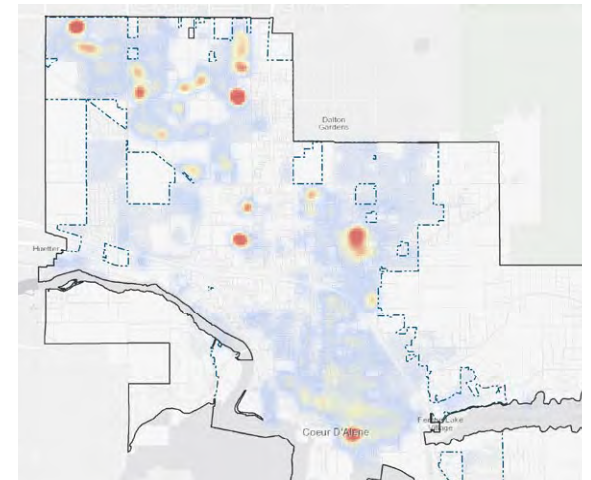 Dalton
Gardens
Huetter
Coeur D'Alene
Fernan Lake
Village